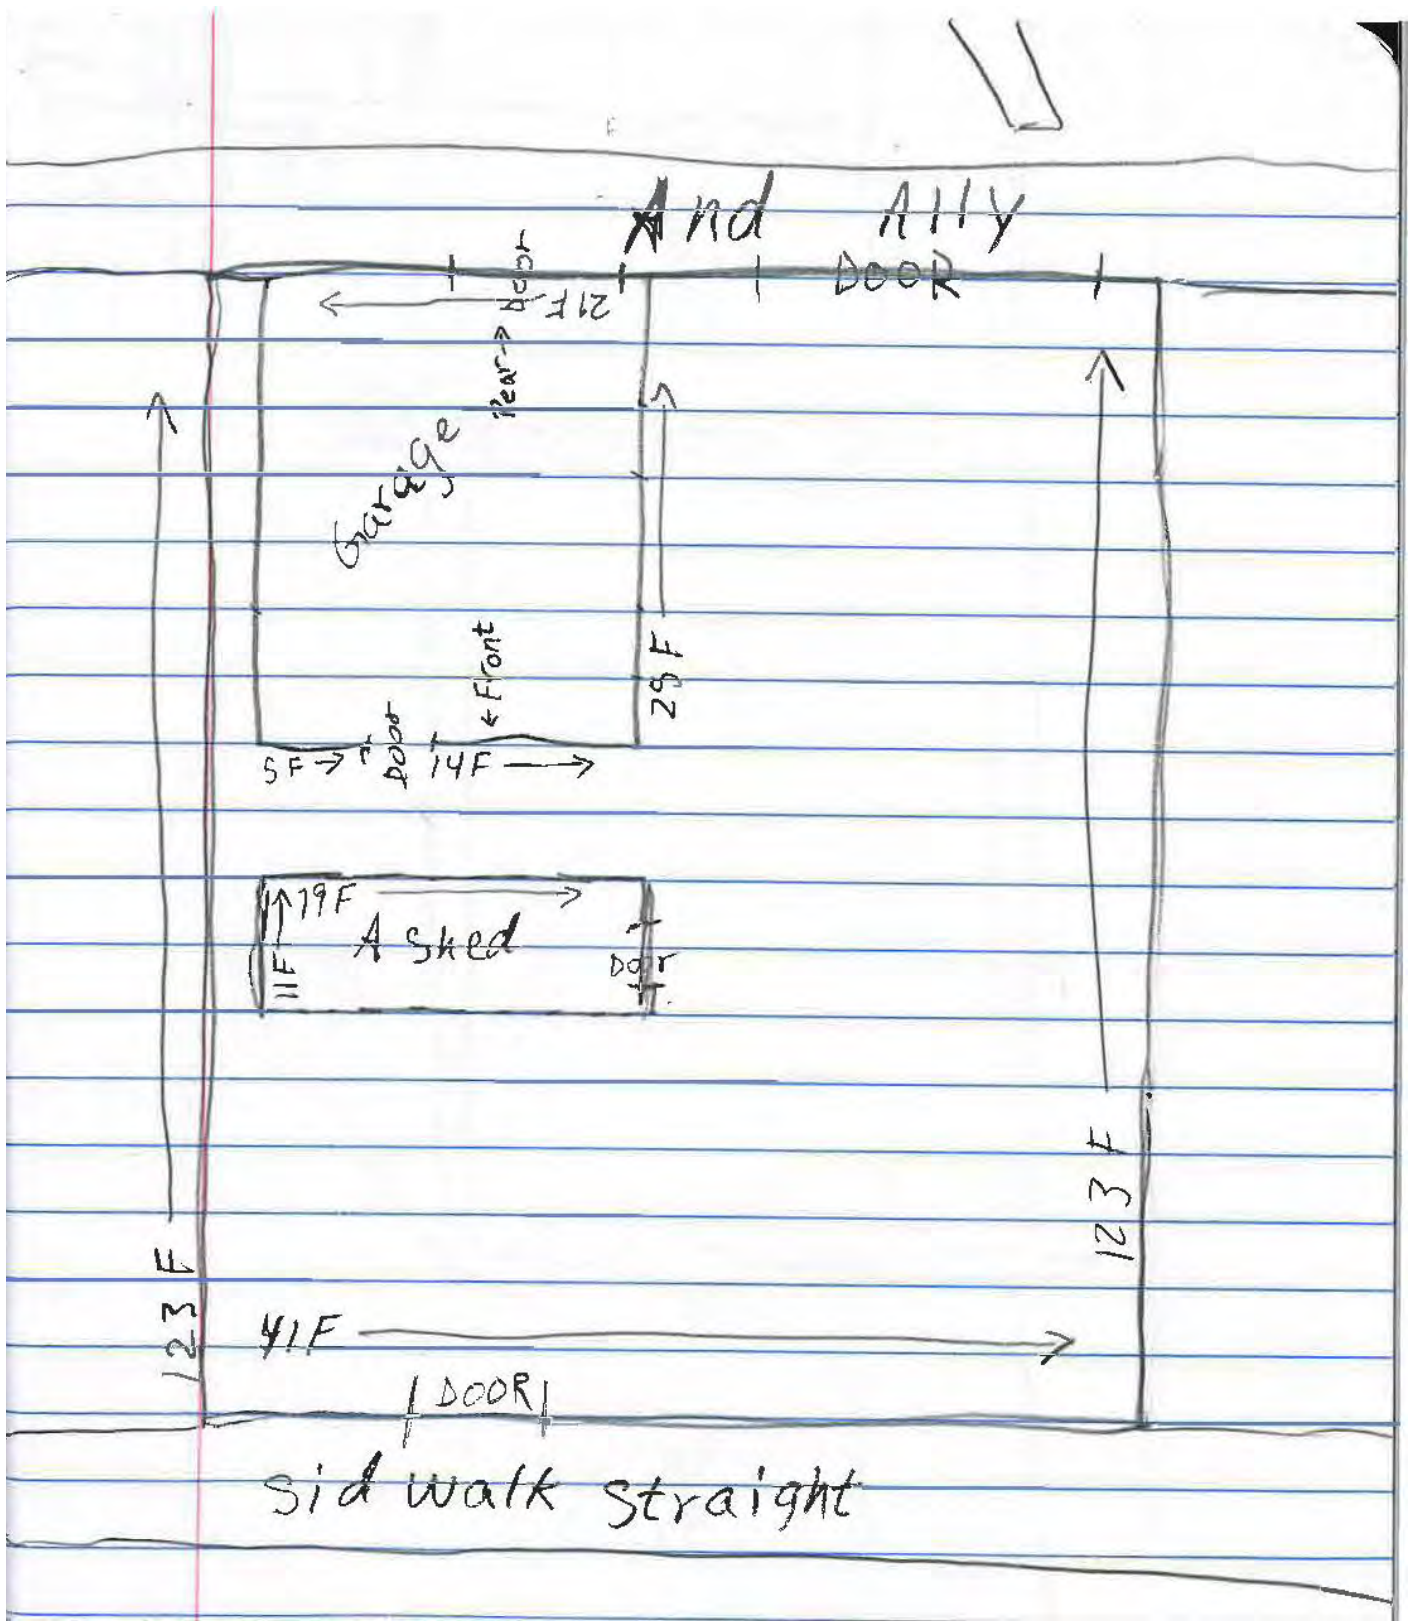 And Ally
Door
DOOR
21F
Rear→
Garage
←Front
28F
5F→
Door
14F
19F
A Shed
11F
Door
123F
123F
41F
DOOR
sid walk straight